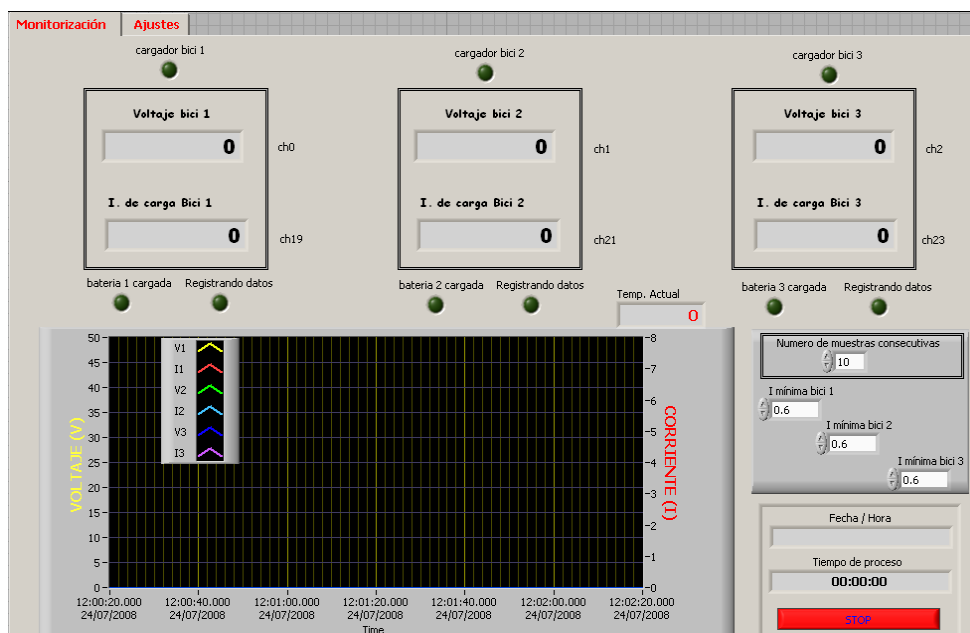 Monitorización Ajustes
cargador bici 1
cargador bici 2
cargador bici 3
Voltaje bici 1
0
ch0
I. de carga Bici 1
0
ch19
Voltaje bici 2
0
ch1
I. de carga Bici 2
0
ch21
Voltaje bici 3
0
ch2
I. de carga Bici 3
0
ch23
bateria 1 cargada Registrando datos
bateria 2 cargada Registrando datos
bateria 3 cargada Registrando datos
Temp. Actual
0
VOLTAJE (V)
50
45
40
35
30
25
20
15
10
5
0
V1
I1
V2
I2
V3
I3
8
7
6
5
4
3
2
1
0
CORRIENTE (I)
12:00:20.000 12:00:40.000 12:01:00.000 12:01:20.000 12:01:40.000 12:02:00.000 12:02:20.000
24/07/2008 24/07/2008 24/07/2008 24/07/2008 24/07/2008 24/07/2008 24/07/2008
Time
Numero de muestras consecutivas
10
I mínima bici 1
0.6
I mínima bici 2
0.6
I mínima bici 3
0.6
Fecha / Hora
Tiempo de proceso
00:00:00
STOP